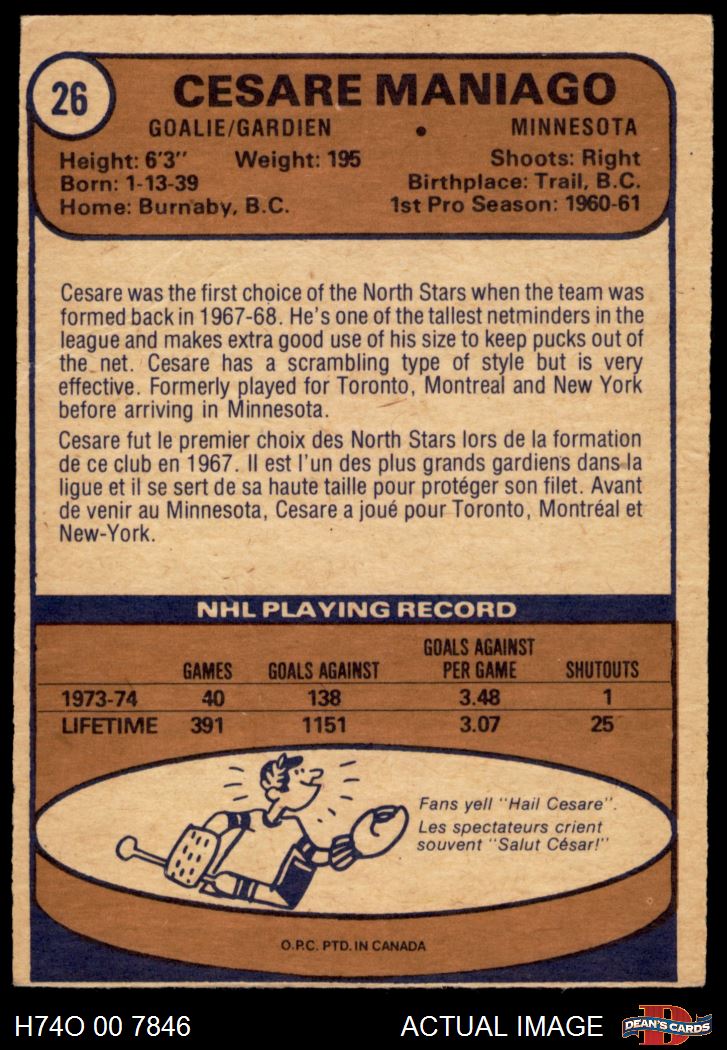 26
CESARE MANIAGO
GOALIE/GARDIEN • MINNESOTA
Height: 6'3" Weight: 195 Shoots: Right
Born: 1-13-39 Birthplace: Trail, B.C.
Home: Burnaby, B.C. 1st Pro Season: 1960-61
Cesare was the first choice of the North Stars when the team was
formed back in 1967-68. He's one of the tallest netminders in the
league and makes extra good use of his size to keep pucks out of
the net. Cesare has a scrambling type of style but is very
effective. Formerly played for Toronto, Montreal and New York
before arriving in Minnesota.
Cesare fut le premier choix des North Stars lors de la formation
de ce club en 1967. Il est l'un des plus grands gardiens dans la
ligue et il se sert de sa haute taille pour protéger son filet. Avant
de venir au Minnesota, Cesare a joué pour Toronto, Montréal et
New-York.
NHL PLAYING RECORD
GAMES GOALS AGAINST GOALS AGAINST PER GAME SHUTOUTS
1973-74 40 138 3.48 1
LIFETIME 391 1151 3.07 25
Fans yell "Hail Cesare".
Les spectateurs crient
souvent "Salut César!"
O.P.C. PTD. IN CANADA
H74O 00 7846 ACTUAL IMAGE
D
DEAN'S CARDS